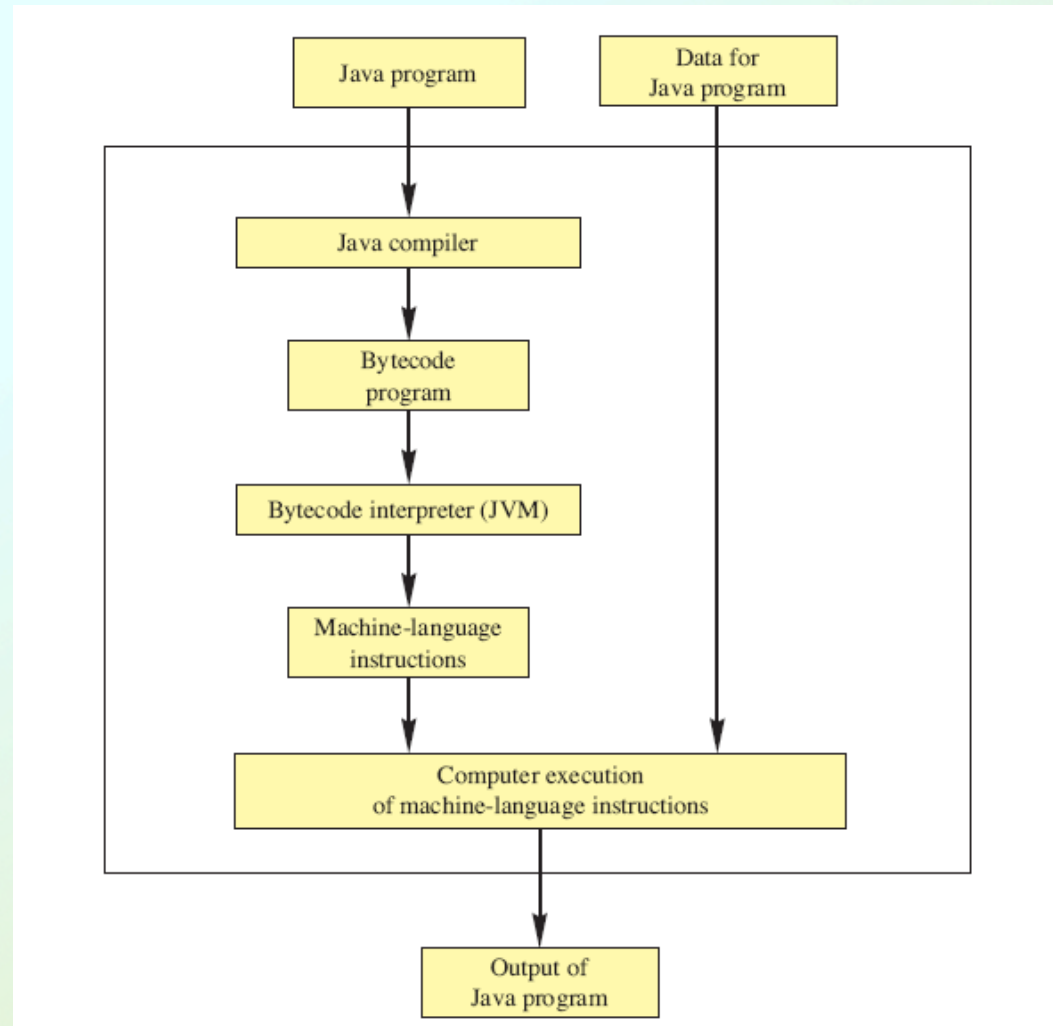 Java program
Data for
Java program
Java compiler
Bytecode
program
Bytecode interpreter (JVM)
Machine-language
instructions
Computer execution
of machine-language instructions
Output of
Java program